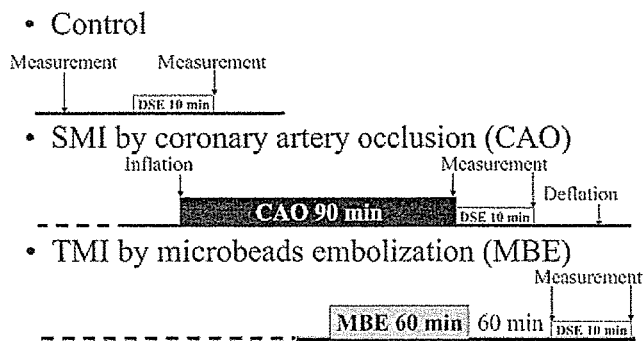 • Control
Measurement Measurement
DSE 10 min
• SMI by coronary artery occlusion (CAO)
Inflation Measurement
Deflation
CAO 90 min DSE 10 min
• TMI by microbeads embolization (MBE)
Measurement
MBE 60 min 60 min DSE 10 min